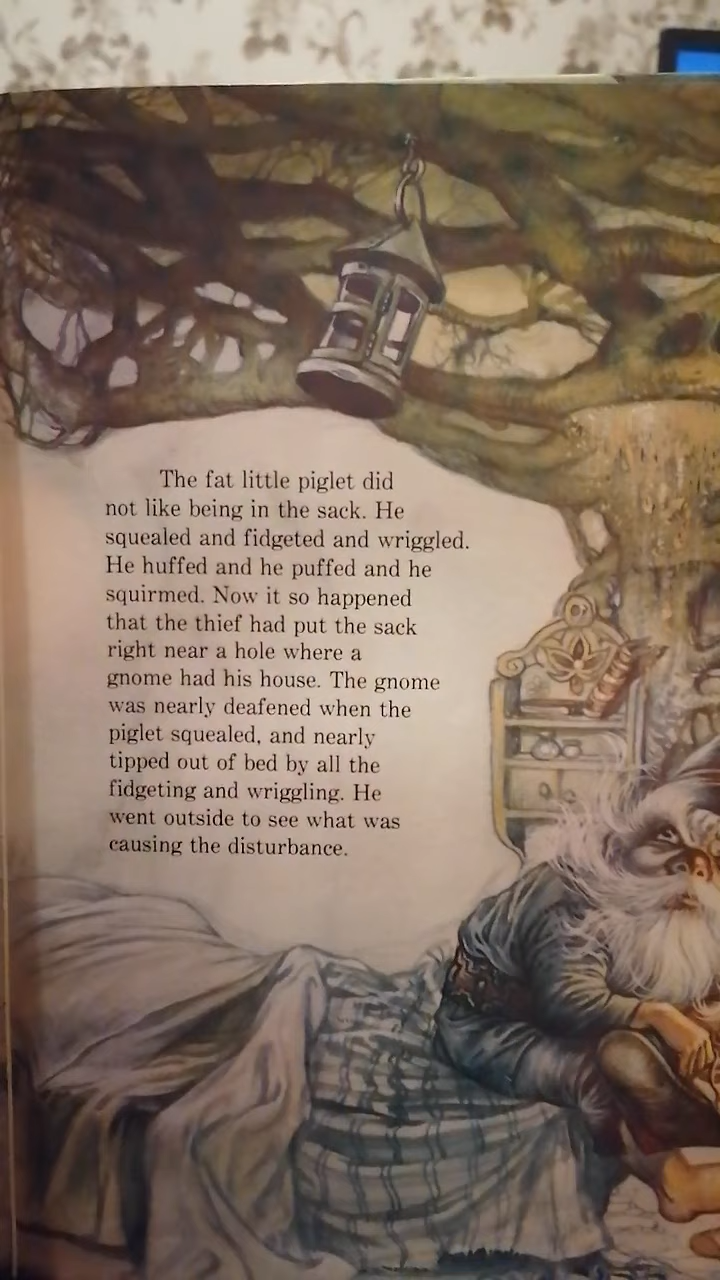 The fat little piglet did
not like being in the sack. He
squealed and fidgeted and wriggled.
He huffed and he puffed and he
squirmed. Now it so happened
that the thief had put the sack
right near a hole where a
gnome had his house. The gnome
was nearly deafened when the
piglet squealed, and nearly
tipped out of bed by all the
fidgeting and wriggling. He
went outside to see what was
causing the disturbance.